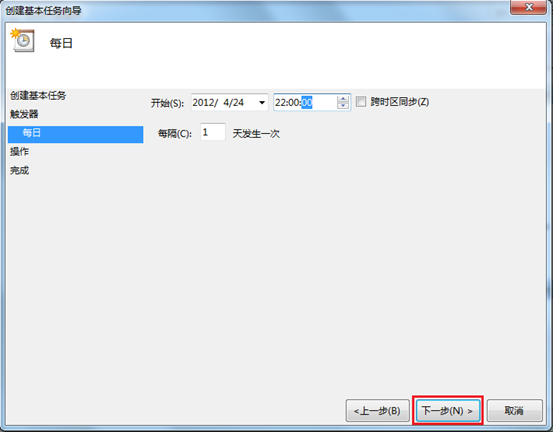 创建基本任务向导
每日
创建基本任务
触发器
每日
操作
完成
开始(S): 2012/ 4/24 22:00:00 跨时区同步(Z)
每隔(C): 1 天发生一次
<上一步(B) 下一步(N) > 取消